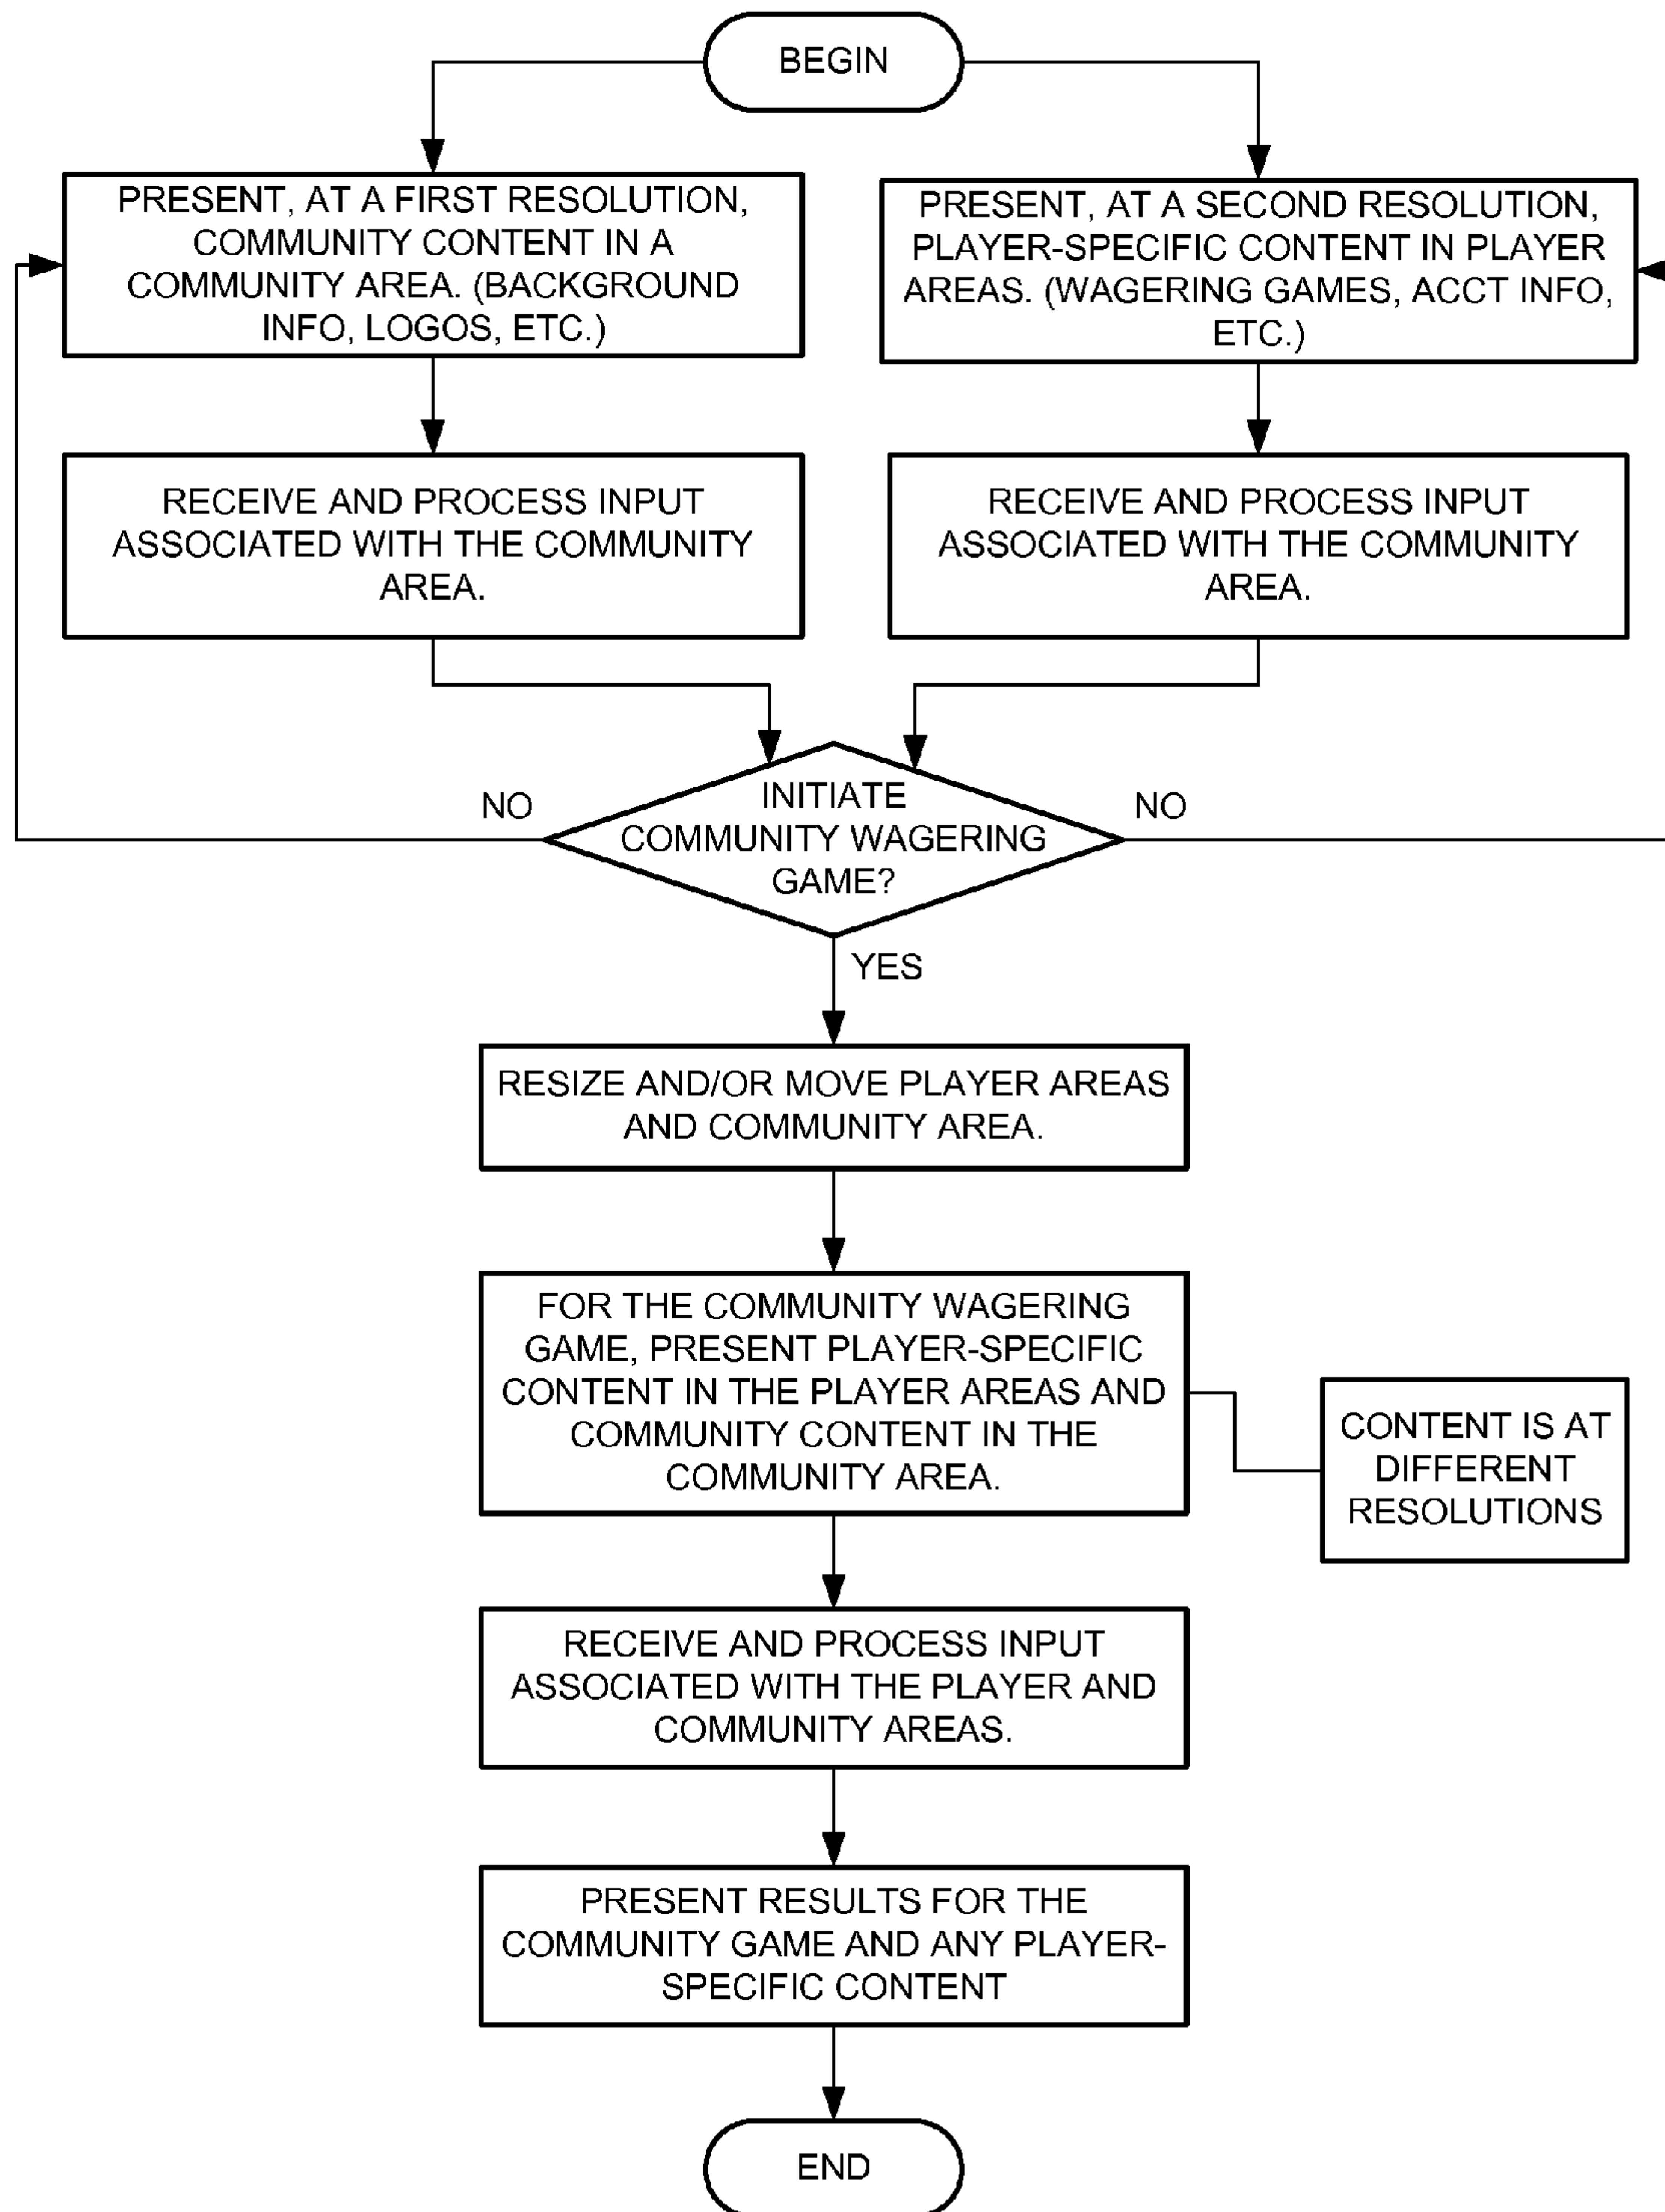 BEGIN
PRESENT, AT A FIRST RESOLUTION,
COMMUNITY CONTENT IN A
COMMUNITY AREA. (BACKGROUND
INFO, LOGOS, ETC.)
PRESENT, AT A SECOND RESOLUTION,
PLAYER-SPECIFIC CONTENT IN PLAYER
AREAS. (WAGERING GAMES, ACCT INFO,
ETC.)
RECEIVE AND PROCESS INPUT
ASSOCIATED WITH THE COMMUNITY
AREA.
RECEIVE AND PROCESS INPUT
ASSOCIATED WITH THE COMMUNITY
AREA.
NO
INITIATE
COMMUNITY WAGERING
GAME?
NO
YES
RESIZE AND/OR MOVE PLAYER AREAS
AND COMMUNITY AREA.
FOR THE COMMUNITY WAGERING
GAME, PRESENT PLAYER-SPECIFIC
CONTENT IN THE PLAYER AREAS AND
COMMUNITY CONTENT IN THE
COMMUNITY AREA.
CONTENT IS AT
DIFFERENT
RESOLUTIONS
RECEIVE AND PROCESS INPUT
ASSOCIATED WITH THE PLAYER AND
COMMUNITY AREAS.
PRESENT RESULTS FOR THE
COMMUNITY GAME AND ANY PLAYER-
SPECIFIC CONTENT
END